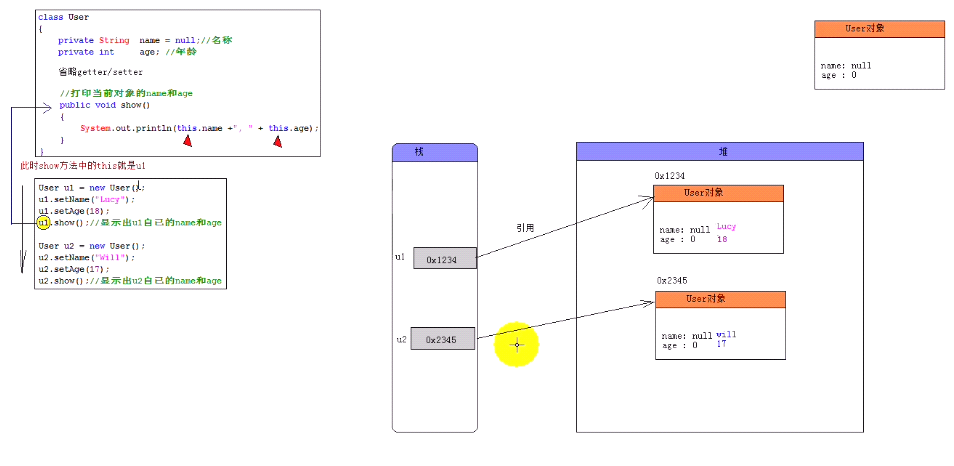 class User
{
private String name = null;//名称
private int age; //年龄
省略getter/setter
//打印当前对象的name和age
public void show()
{
System.out.println(this.name +", " + this.age);
}
}
此时show方法中的this就是u1
User u1 = new User();
u1.setName("Lucy");
u1.setAge(18);
u1.show();//显示出u1自己的name和age
User u2 = new User();
u2.setName("Will");
u2.setAge(17);
u2.show();//显示出u2自己的name和age
栈
u1
0x1234
u2
0x2345
引用
堆
0x1234
User对象
name: null Lucy
age : 0 18
0x2345
User对象
name: null will
age : 0 17
User对象
name: null
age : 0